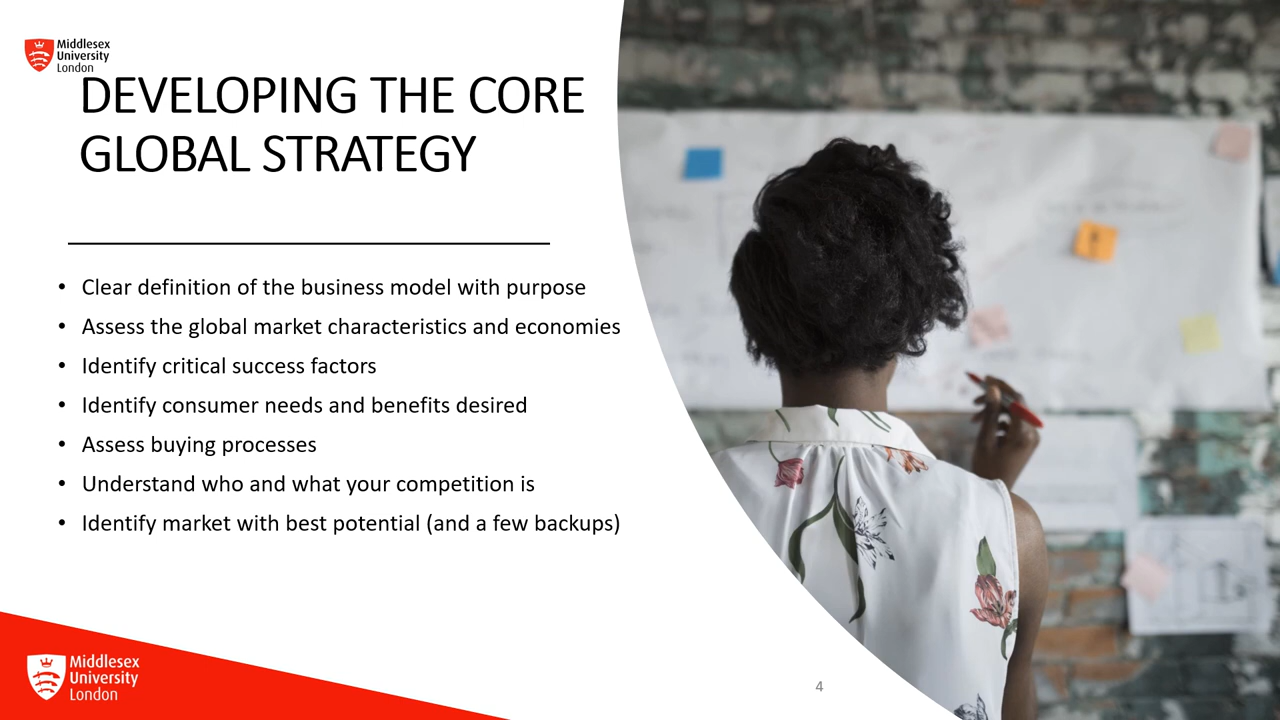 Middlesex
University
London
DEVELOPING THE CORE
GLOBAL STRATEGY
• Clear definition of the business model with purpose
• Assess the global market characteristics and economies
• Identify critical success factors
• Identify consumer needs and benefits desired
• Assess buying processes
• Understand who and what your competition is
• Identify market with best potential (and a few backups)
Middlesex
University
London
4